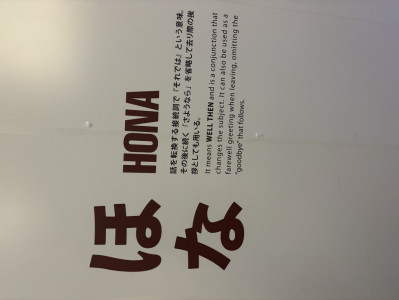 ほな
HONA
話を転換する接続詞で「それでは」という意味。
その後に続く「さようなら」を省略して去り際の挨
拶としても用いる。
It means WELL THEN and is a conjunction that
changes the subject. It can also be used as a
farewell greeting when leaving, omitting the
"goodbye" that follows.